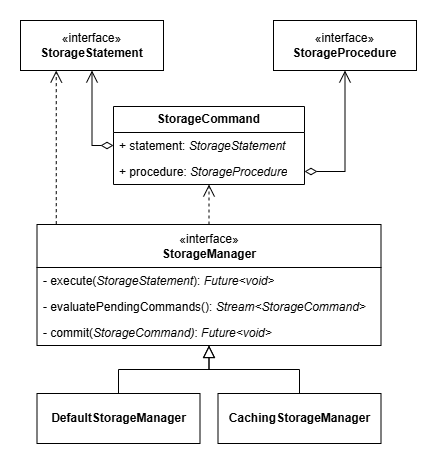 «interface»
StorageStatement
«interface»
StorageProcedure
StorageCommand
+ statement: StorageStatement
+ procedure: StorageProcedure
«interface»
StorageManager
- execute(StorageStatement): Future<void>
- evaluatePendingCommands(): Stream<StorageCommand>
- commit(StorageCommand): Future<void>
DefaultStorageManager
CachingStorageManager